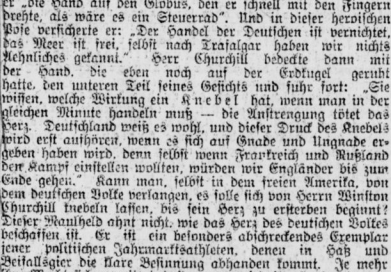 er „die Hand auf den Globus, den er schnell mit den Fingern
drehte, als wäre es ein Steuerrad“. Und in dieser heroischen
Pose versicherte er: „Der Handel der Deutschen ist vernichtet,
das Meer ist frei, selbst nach Trafalgar haben wir nichts
Aehnliches gekannt.“ Herr Churchill bedeckte dann mit
der Hand, die eben noch auf der Erdkugel geruht
hatte, den unteren Teil seines Gesichts und fuhr fort: „Sie
wissen, welche Wirkung ein Knebel hat, wenn man in der
gleichen Minute handeln muß — die Anstrengung tötet das
Herz. Deutschland weiß es wohl, und dieser Druck des Knebels
wird erst aufhören, wenn es sich auf Gnade und Ungnade er-
geben haben wird, denn selbst wenn Frankreich und Rußland
den Kampf einstellen wollten, würden wir Engländer bis zum
Ende gehen.“ Kann man, selbst in dem freien Amerika, von
dem deutschen Volke verlangen, es solle sich von Herrn Winston
Churchill knebeln lassen, bis sein Herz zu ersterben beginnt?
Dieser Maulheld ahnt nicht, wie das Herz des deutschen Volkes
beschaffen ist. Er ist ein besonders abschreckendes Exemplar
jener politischen Jahrmarktsathleten, denen in Haß und
Beifallsgier die klare Besinnung abhanden kommt. Je mehr